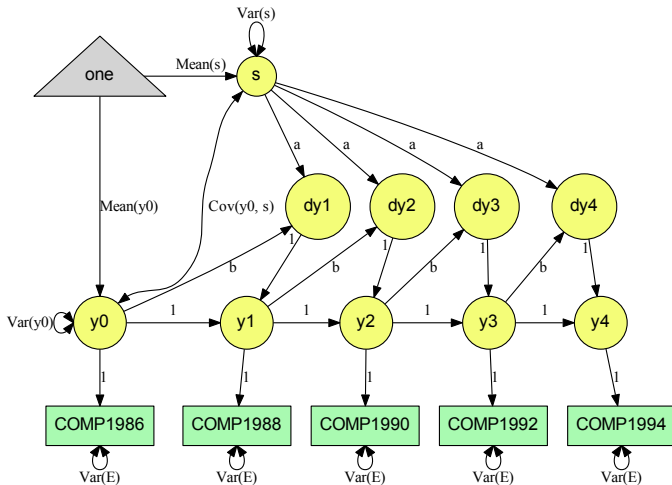 Var(s)
one
Mean(s)
s
a
a
a
a
Mean(y0)
Cov(y0, s)
dy1
dy2
dy3
dy4
1
1
1
1
b
b
b
b
Var(y0)
y0
1
y1
1
y2
1
y3
1
y4
1
1
1
1
1
COMP1986
COMP1988
COMP1990
COMP1992
COMP1994
Var(E)
Var(E)
Var(E)
Var(E)
Var(E)